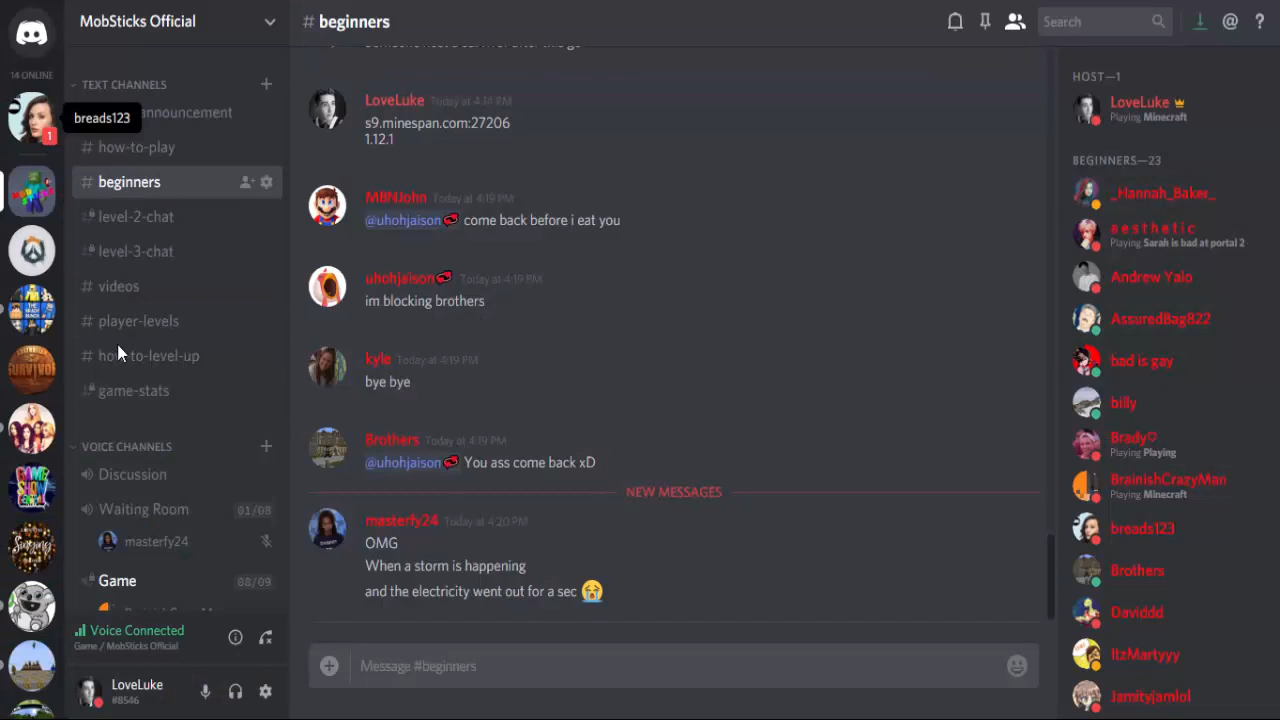 MobSticks Official
# beginners
Search
@
?
14 ONLINE
1
breads123
TEXT CHANNELS
announcement
# how-to-play
# beginners
level-2-chat
level-3-chat
# videos
# player-levels
# how-to-level-up
game-stats
VOICE CHANNELS
Discussion
Waiting Room 01/08
masterfy24
Game 08/09
Voice Connected
Game / MobSticks Official
LoveLuke
#8546
LoveLuke Today at 4:14 PM
s9.minespan.com:27206
1.12.1
MBNJohn Today at 4:19 PM
@uhohjaison come back before i eat you
uhohjaison Today at 4:19 PM
im blocking brothers
kyle Today at 4:19 PM
bye bye
Brothers Today at 4:19 PM
@uhohjaison You ass come back xD
NEW MESSAGES
masterfy24 Today at 4:20 PM
OMG
When a storm is happening
and the electricity went out for a sec 😭
Message #beginners
HOST—1
LoveLuke
Playing Minecraft
BEGINNERS—23
_Hannah_Baker_
a e s t h e t i c
Playing Sarah is bad at portal 2
Andrew Yalo
AssuredBag822
bad is gay
billy
Brady♡
Playing Playing
BrainishCrazyMan
Playing Minecraft
breads123
Brothers
Daviddd
ItzMartyyy
Jamityjamlol